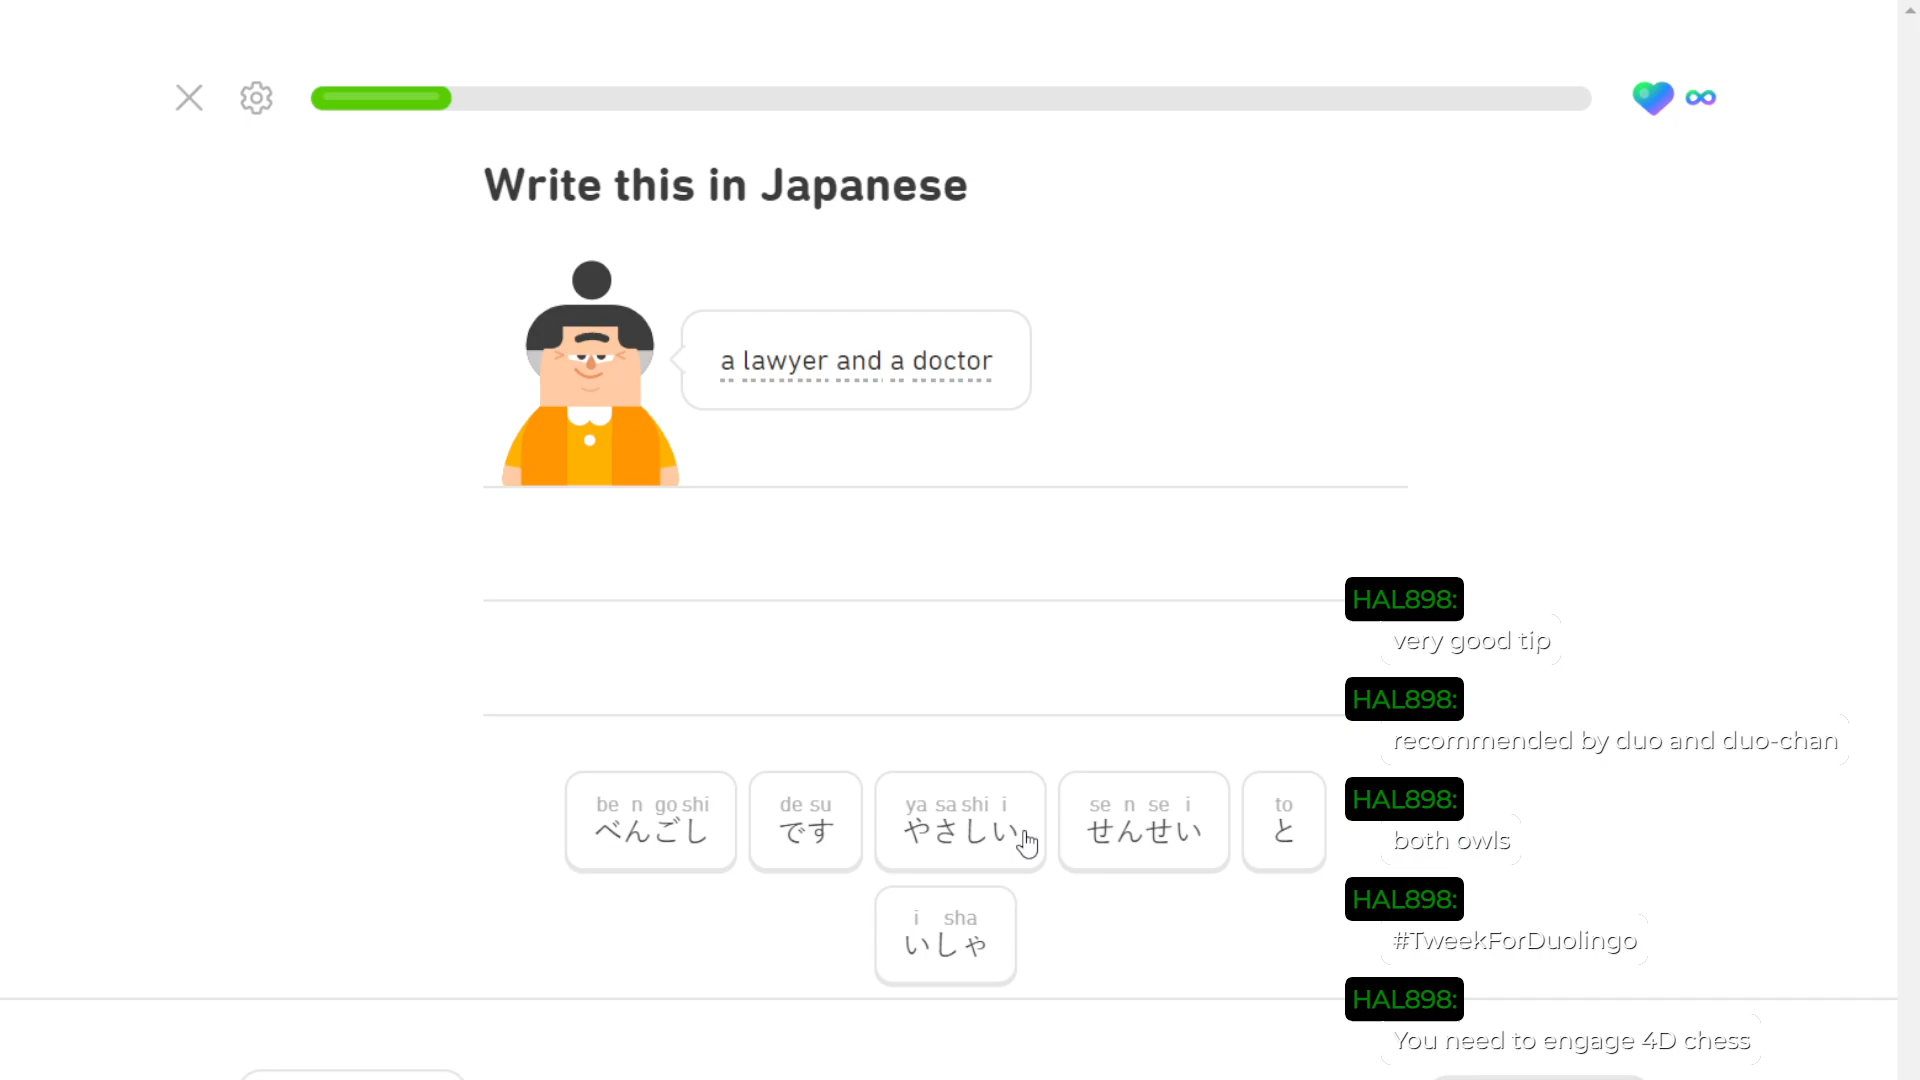 Write this in Japanese
a lawyer and a doctor
be n go shi
べんごし
de su
です
ya sa shi i
やさしい
se n se i
せんせい
to
と
i sha
いしゃ
HAL898:
very good tip
HAL898:
recommended by duo and duo-chan
HAL898:
both owls
HAL898:
#TweekForDuolingo
HAL898:
You need to engage 4D chess